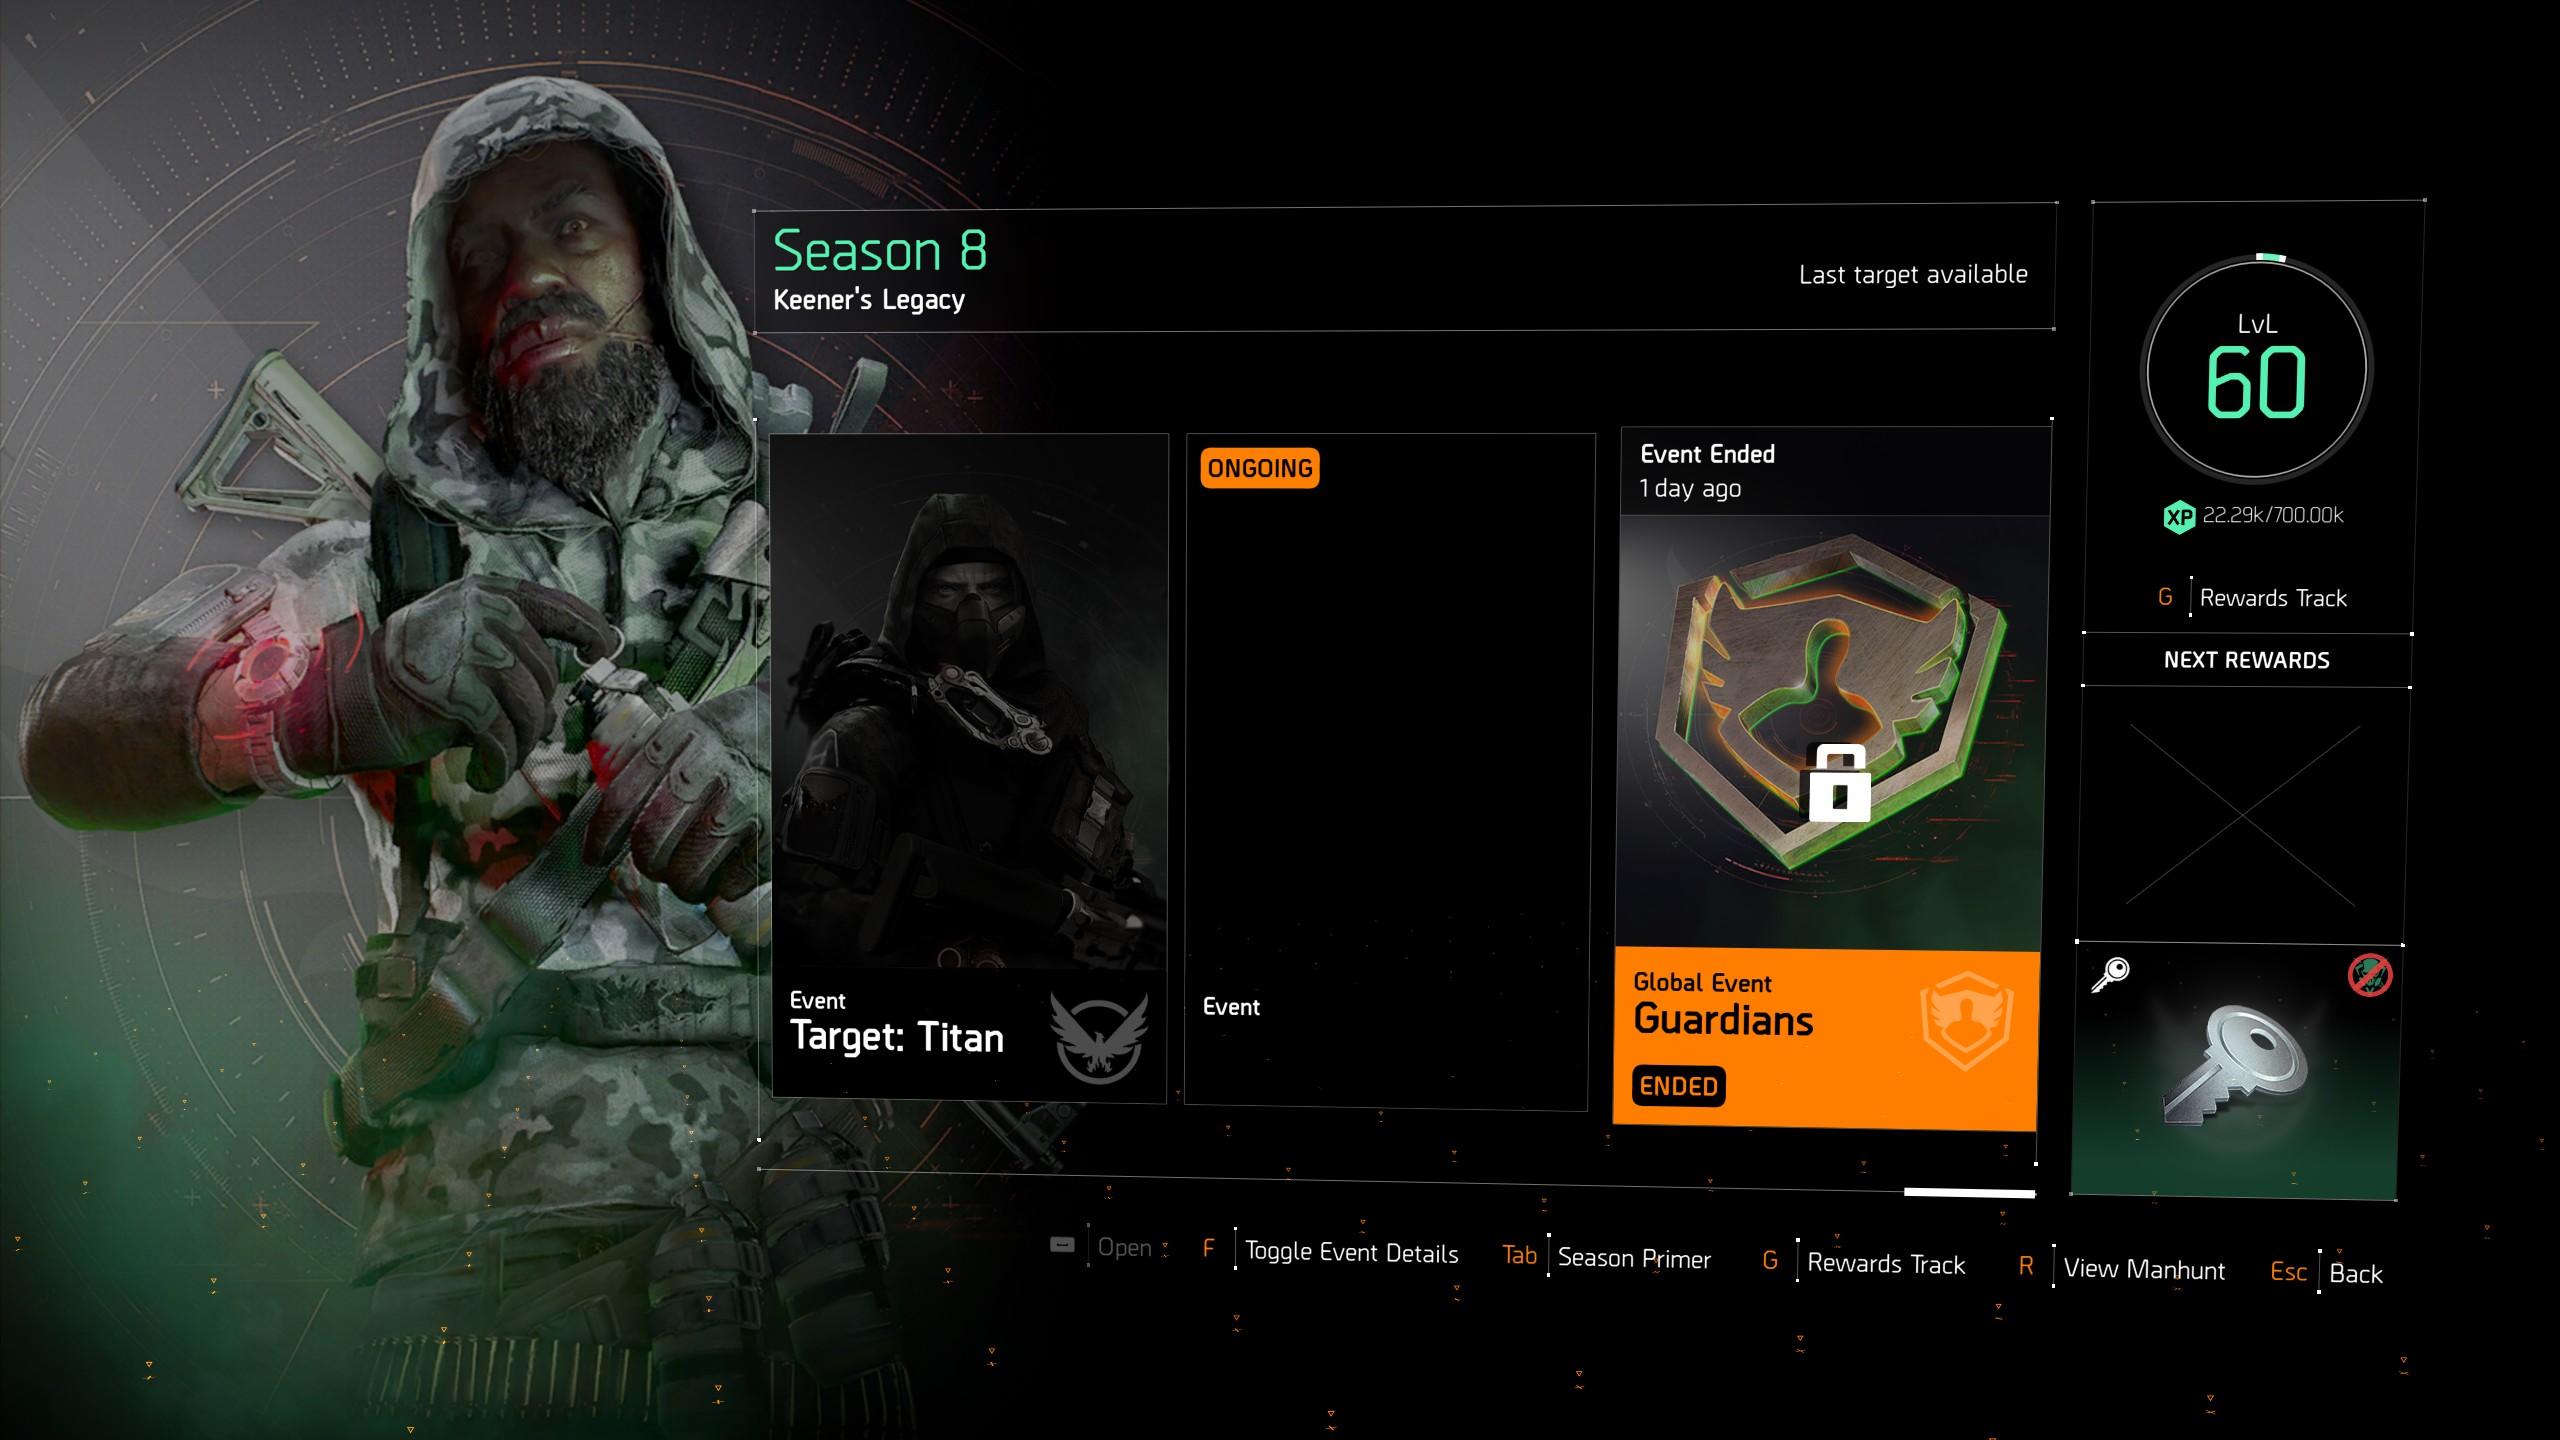 Season 8
Keener's Legacy
Last target available
LvL
60
XP 22.29k/700.00k
G Rewards Track
NEXT REWARDS
Event
Target: Titan
ONGOING
Event
Event Ended
1 day ago
Global Event
Guardians
ENDED
Open F Toggle Event Details Tab Season Primer G Rewards Track R View Manhunt Esc Back